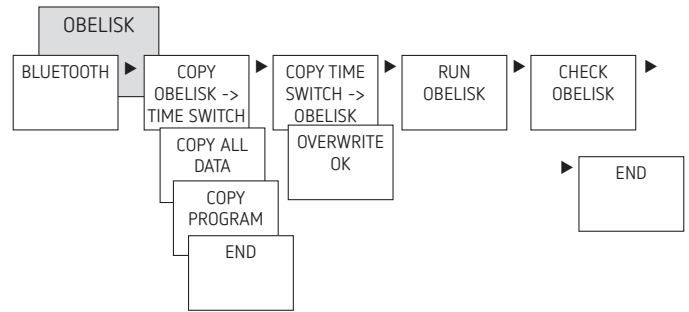 OBELISK
BLUETOOTH
COPY
OBELISK ->
TIME SWITCH
COPY ALL
DATA
COPY
PROGRAM
END
COPY TIME
SWITCH ->
OBELISK
OVERWRITE
OK
RUN
OBELISK
CHECK
OBELISK
END